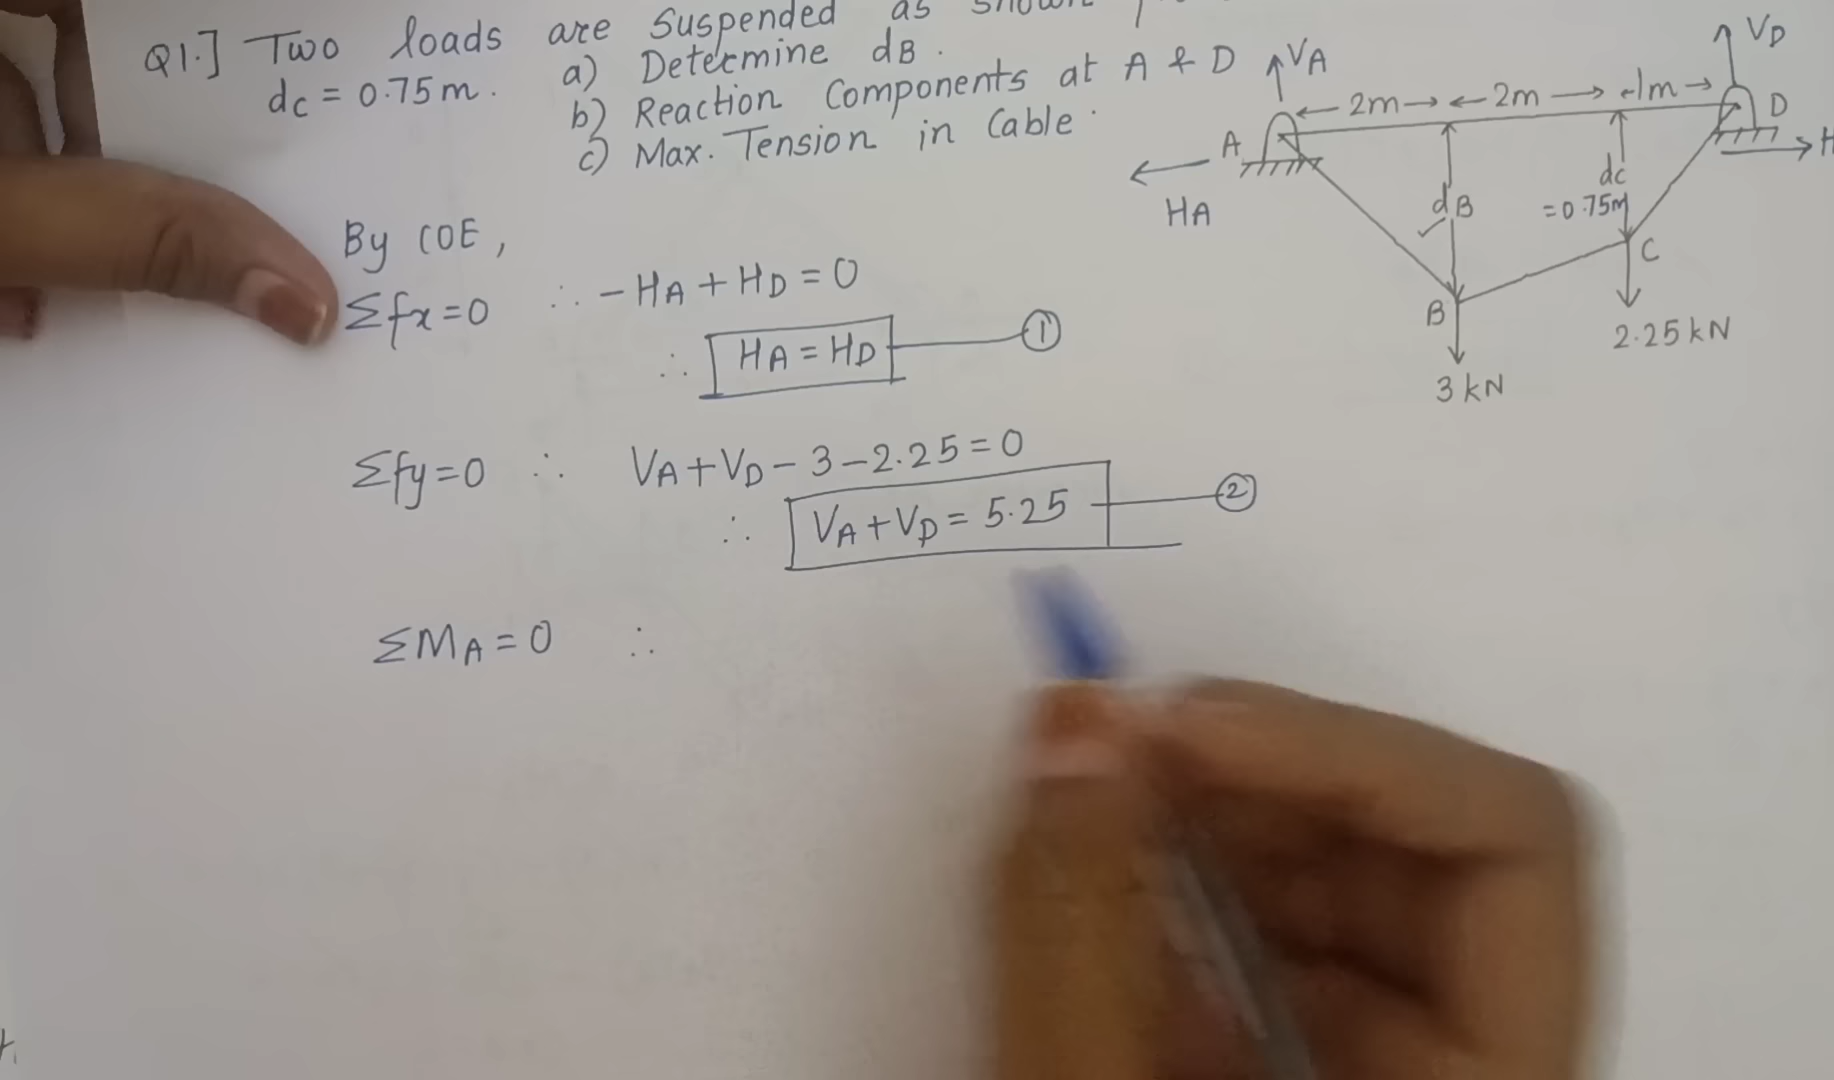 Q1.] Two loads are suspended as shown
dc = 0.75m. a) Determine dB.
b) Reaction Components at A & D
c) Max. Tension in Cable.
VA
VD
← 2m → ← 2m → ← 1m →
A
D
HA
H
dB
dc
= 0.75m
C
B
2.25 kN
3 kN
By COE,
Σfx=0 ∴ -HA + HD = 0
∴ HA = HD ①
Σfy=0 ∴ VA+VD - 3 - 2.25 = 0
∴ VA + VD = 5.25 ②
ΣMA = 0 ∴